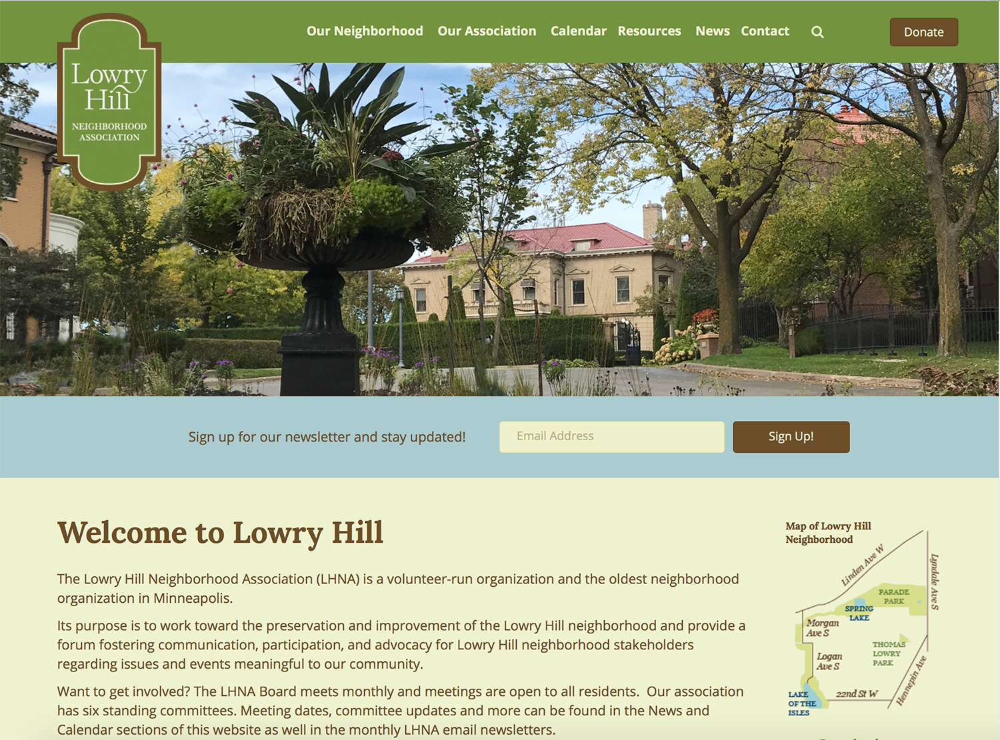 Lowry
Hill
NEIGHBORHOOD
ASSOCIATION
Our Neighborhood Our Association Calendar Resources News Contact
Donate
Sign up for our newsletter and stay updated!
Email Address
Sign Up!
Welcome to Lowry Hill
The Lowry Hill Neighborhood Association (LHNA) is a volunteer-run organization and the oldest neighborhood
organization in Minneapolis.
Its purpose is to work toward the preservation and improvement of the Lowry Hill neighborhood and provide a
forum fostering communication, participation, and advocacy for Lowry Hill neighborhood stakeholders
regarding issues and events meaningful to our community.
Want to get involved? The LHNA Board meets monthly and meetings are open to all residents.  Our association
has six standing committees. Meeting dates, committee updates and more can be found in the News and
Calendar sections of this website as well in the monthly LHNA email newsletters.
Map of Lowry Hill
Neighborhood
Linden Ave W
Lyndale Ave S
PARADE
PARK
SPRING
LAKE
Morgan
Ave S
THOMAS
LOWRY
PARK
Logan
Ave S
Hennepin Ave
22nd St W
LAKE
OF THE
ISLES